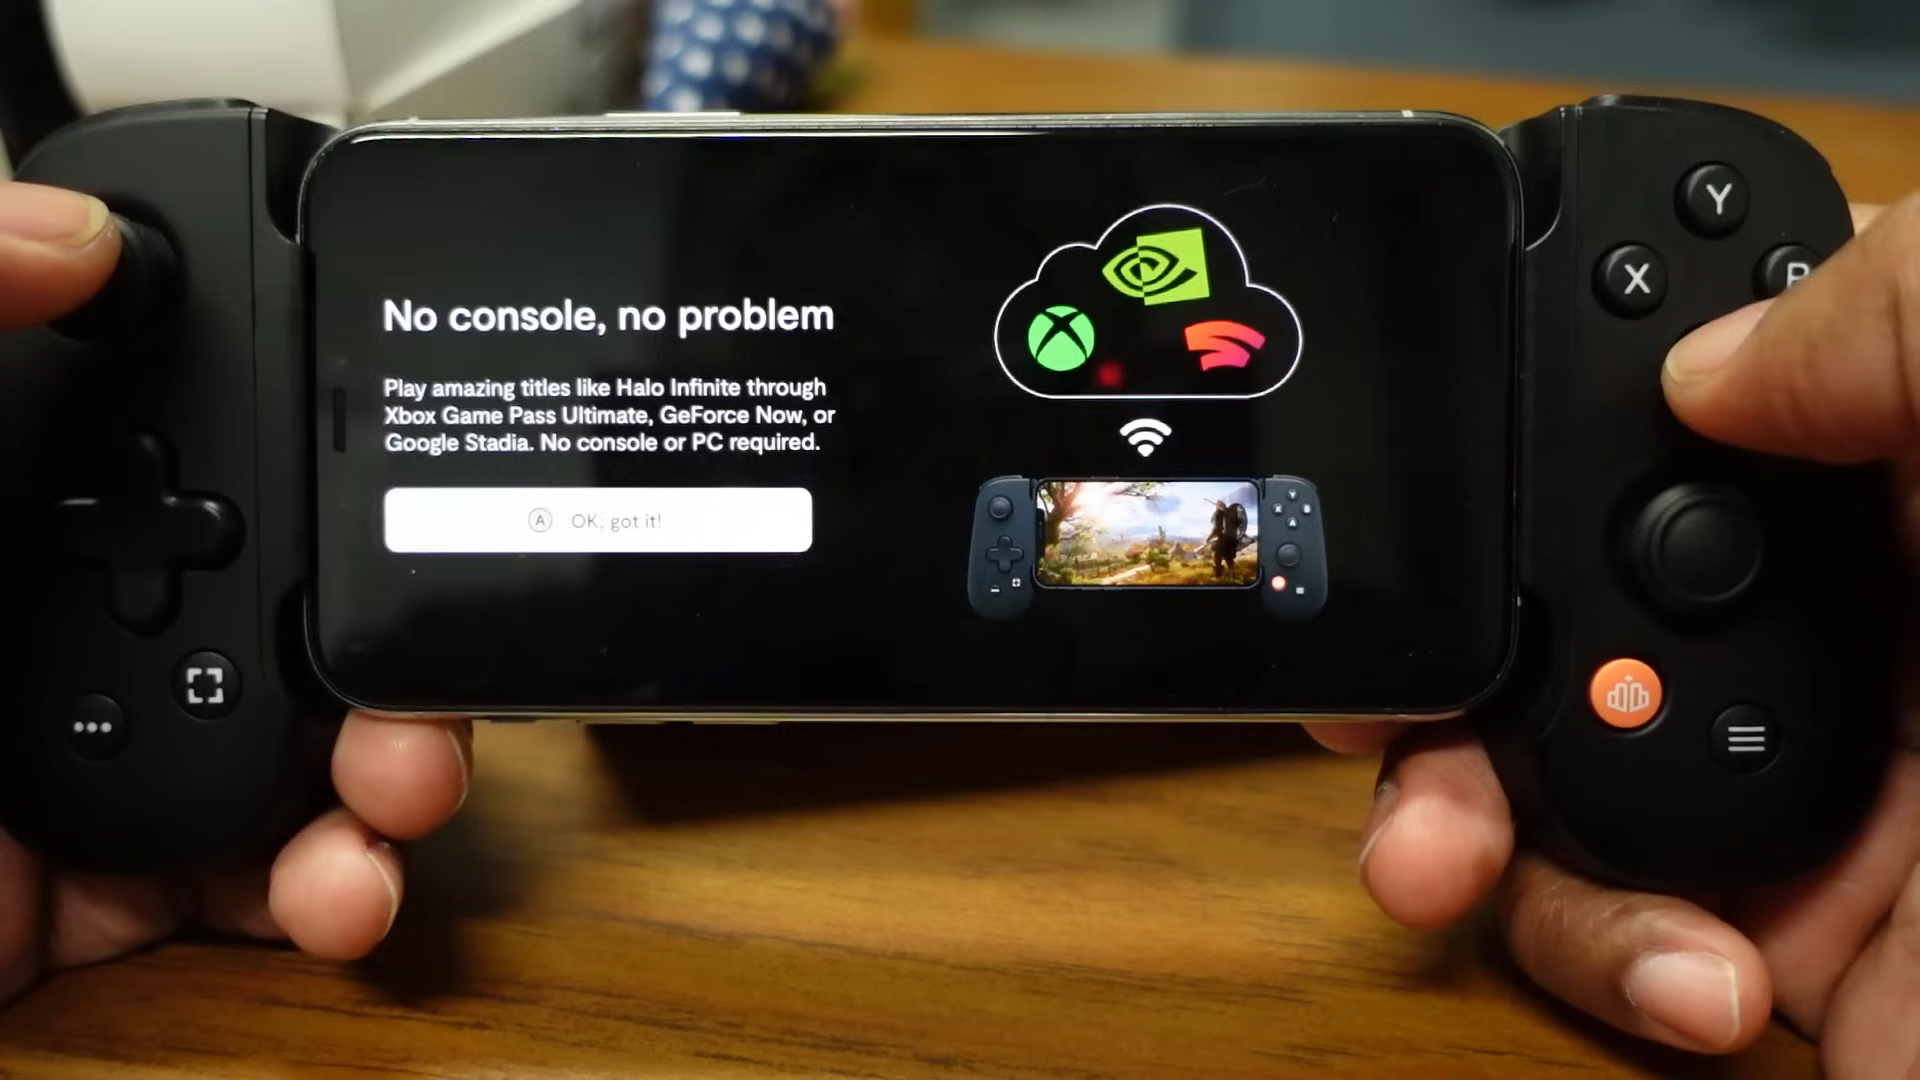 No console, no problem
Play amazing titles like Halo Infinite through
Xbox Game Pass Ultimate, GeForce Now, or
Google Stadia. No console or PC required.
A OK, got it!
Y
X
B